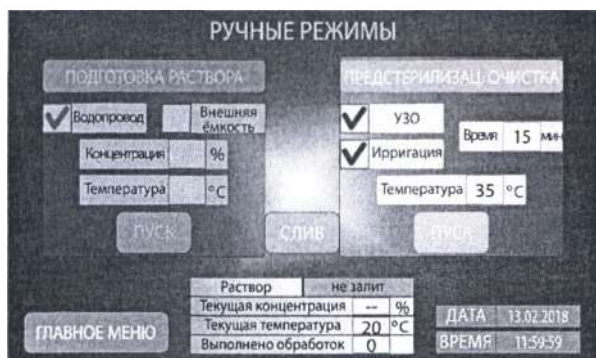 РУЧНЫЕ РЕЖИМЫ
ПОДГОТОВКА РАСТВОРА
Водопровод
Внешняя
ёмкость
Концентрация %
Температура °C
ПУСК
СЛИВ
ПРЕДСТЕРИЛИЗАЦ. ОЧИСТКА
УЗО
Ирригация
Время 15 мин
Температура 35 °C
ПУСК
Раствор не залит
Текущая концентрация -- %
Текущая температура 20 °C
Выполнено обработок 0
ГЛАВНОЕ МЕНЮ
ДАТА 13.02.2018
ВРЕМЯ 11:59:59